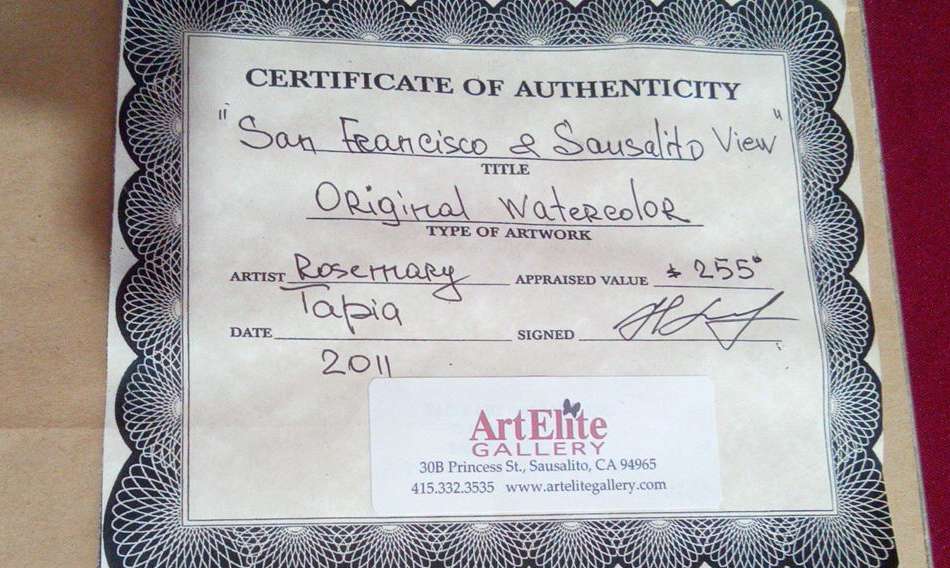 CERTIFICATE OF AUTHENTICITY
"San Francisco & Sausalito View"
TITLE
Original Watercolor
TYPE OF ARTWORK
ARTIST Rosemary APPRAISED VALUE $ 255°
Tapia
DATE SIGNED
2011
ArtElite
GALLERY
30B Princess St., Sausalito, CA 94965
415.332.3535 www.artelitegallery.com